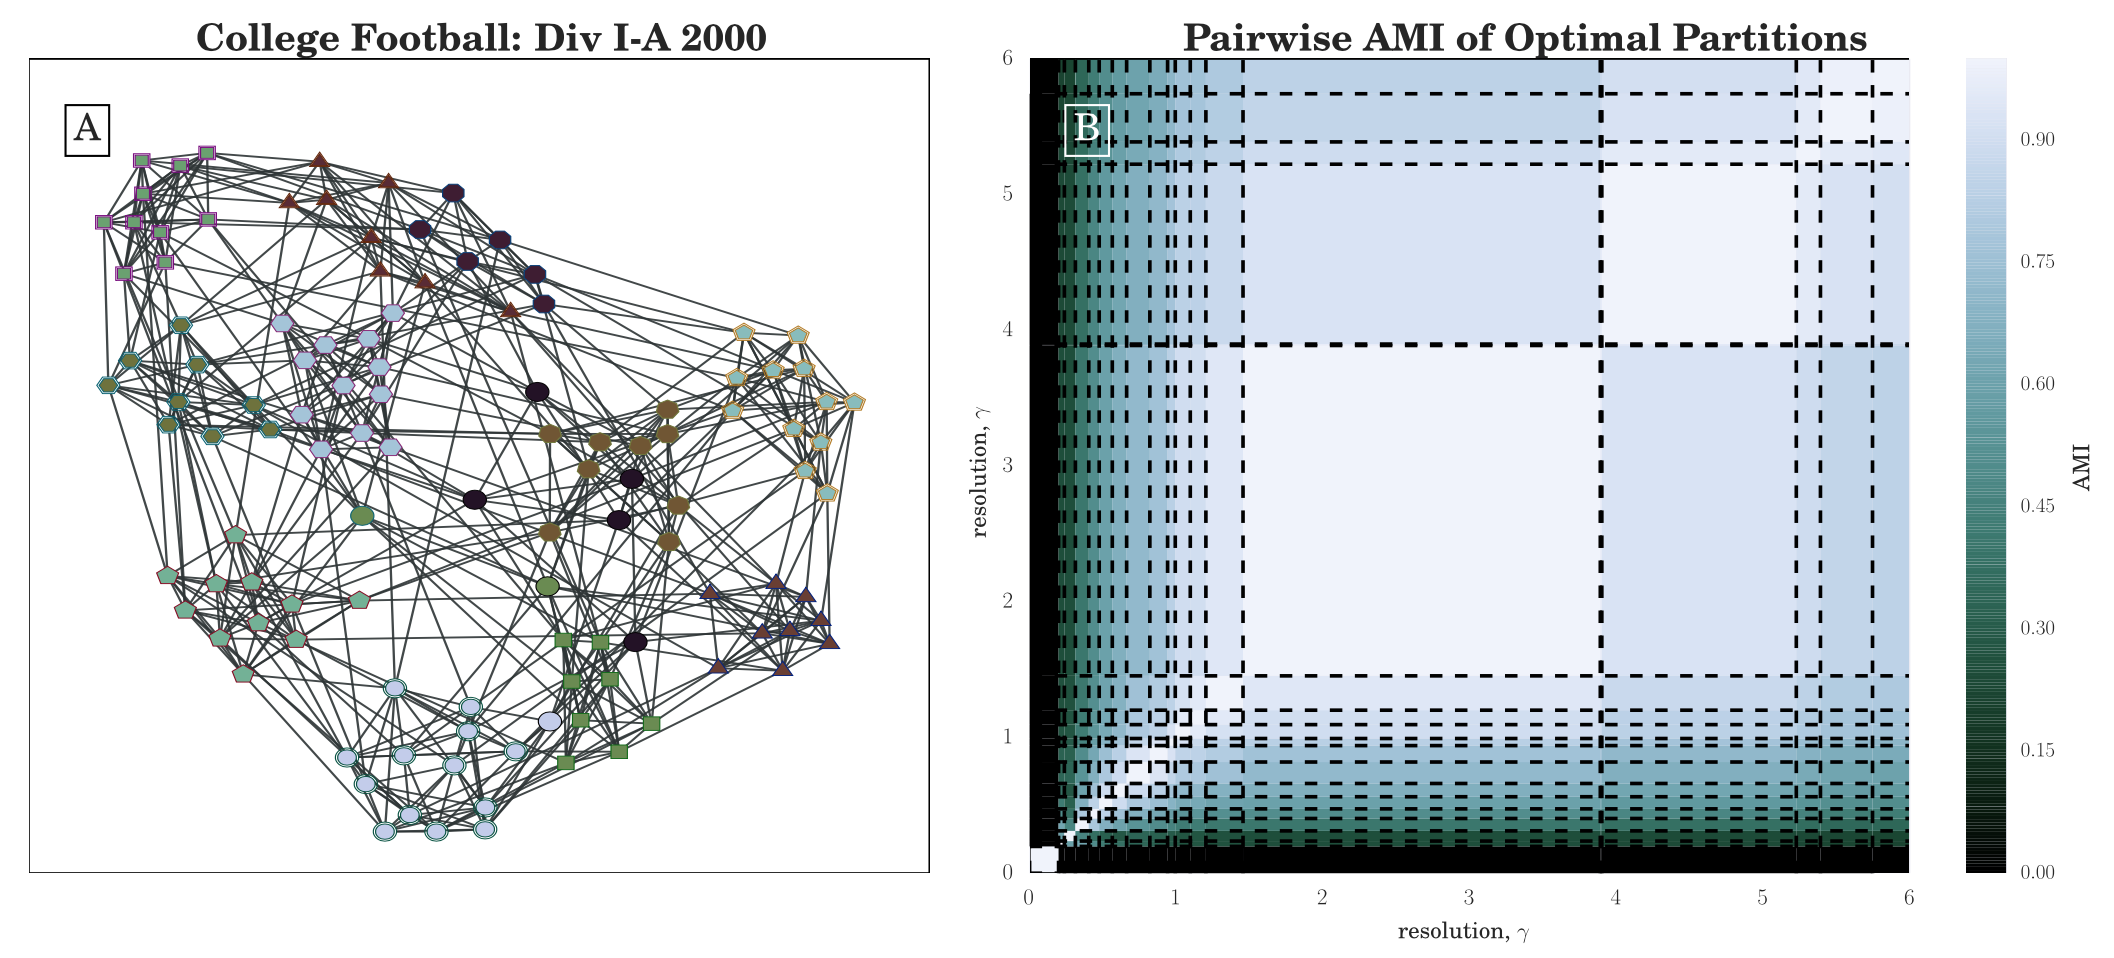 College Football: Div I-A 2000
A
Pairwise AMI of Optimal Partitions
B
6
5
4
3
2
1
0
resolution, γ
0 1 2 3 4 5 6
resolution, γ
0.90
0.75
0.60
0.45
0.30
0.15
0.00
AMI